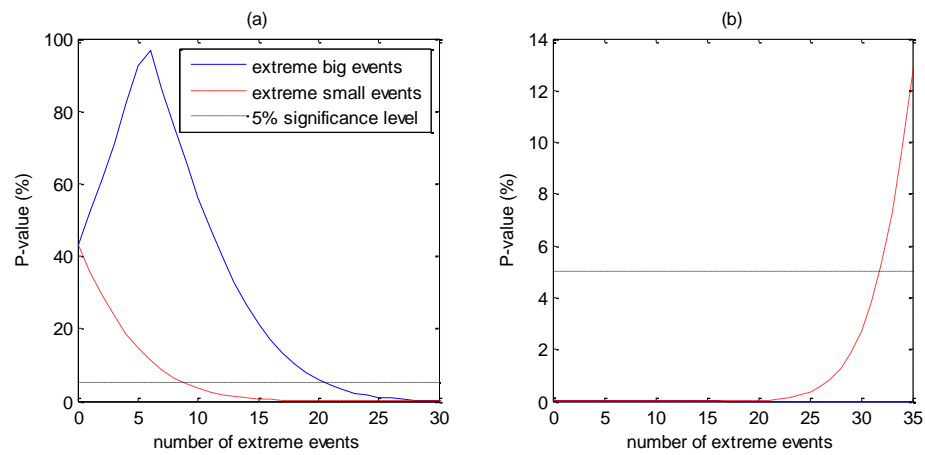 (a)
100
80
60
40
20
0
P-value (%)
extreme big events
extreme small events
5% significance level
0 5 10 15 20 25 30
number of extreme events
(b)
14
12
10
8
6
4
2
0
P-value (%)
0 5 10 15 20 25 30 35
number of extreme events